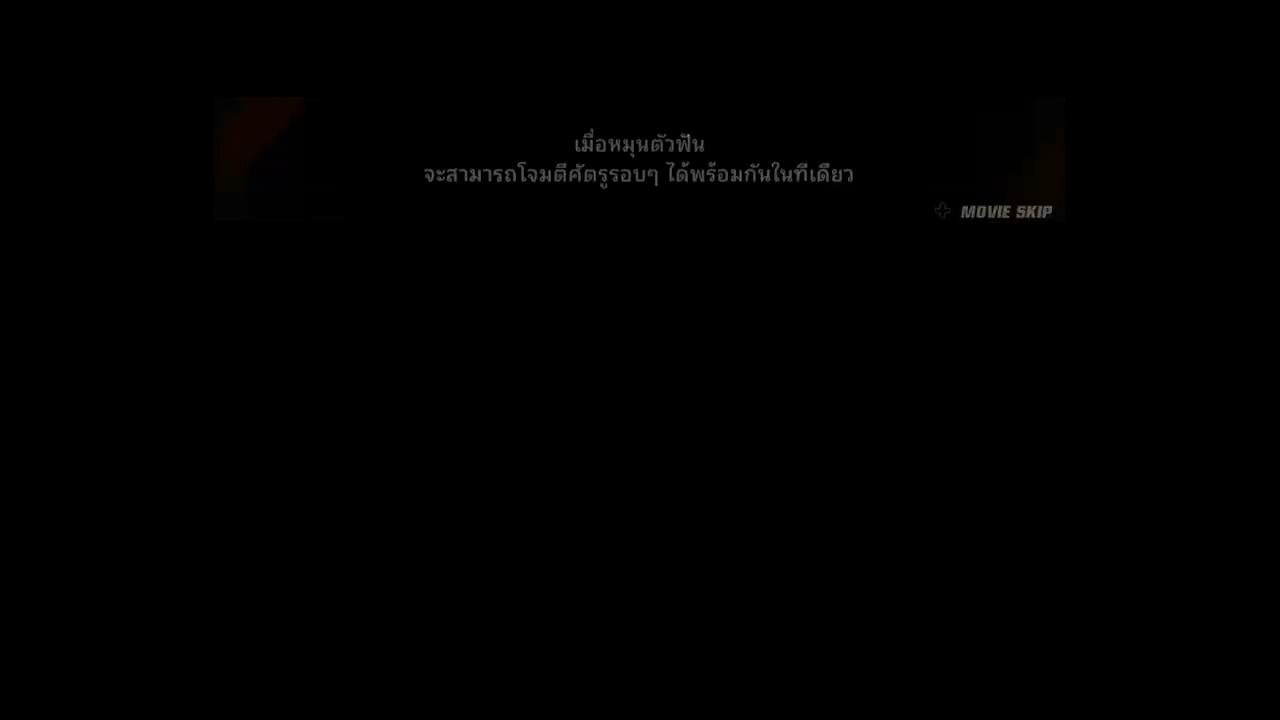 เมื่อหมุนตัวฟัน
จะสามารถโจมตีศัตรูรอบๆ ได้พร้อมกันในทีเดียว
MOVIE SKIP